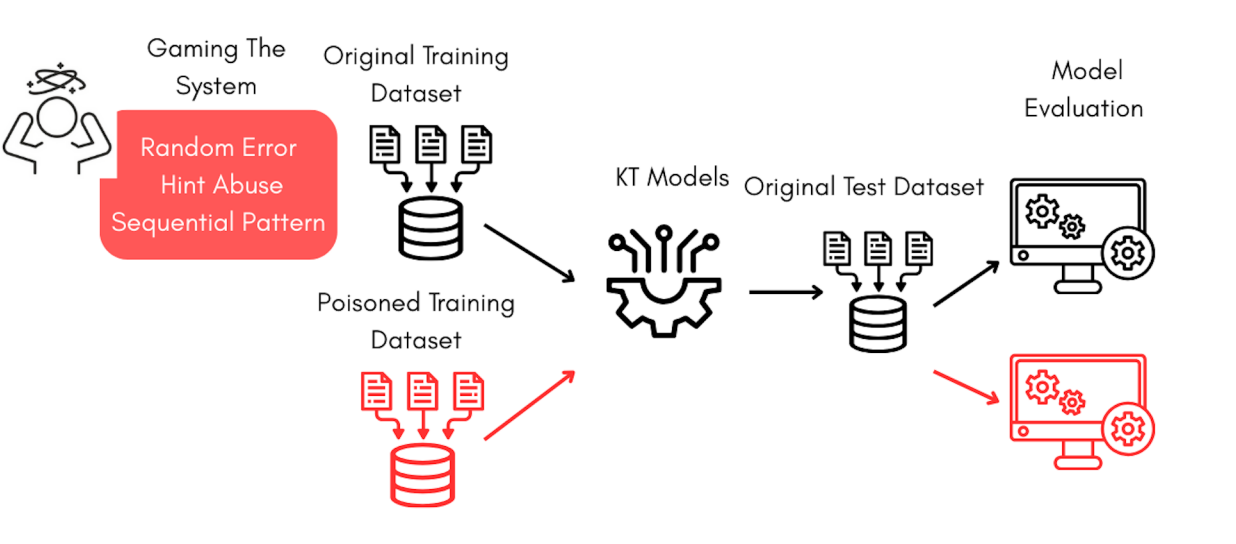 Gaming The
System
Random Error
Hint Abuse
Sequential Pattern
Original Training
Dataset
Poisoned Training
Dataset
KT Models
Original Test Dataset
Model
Evaluation